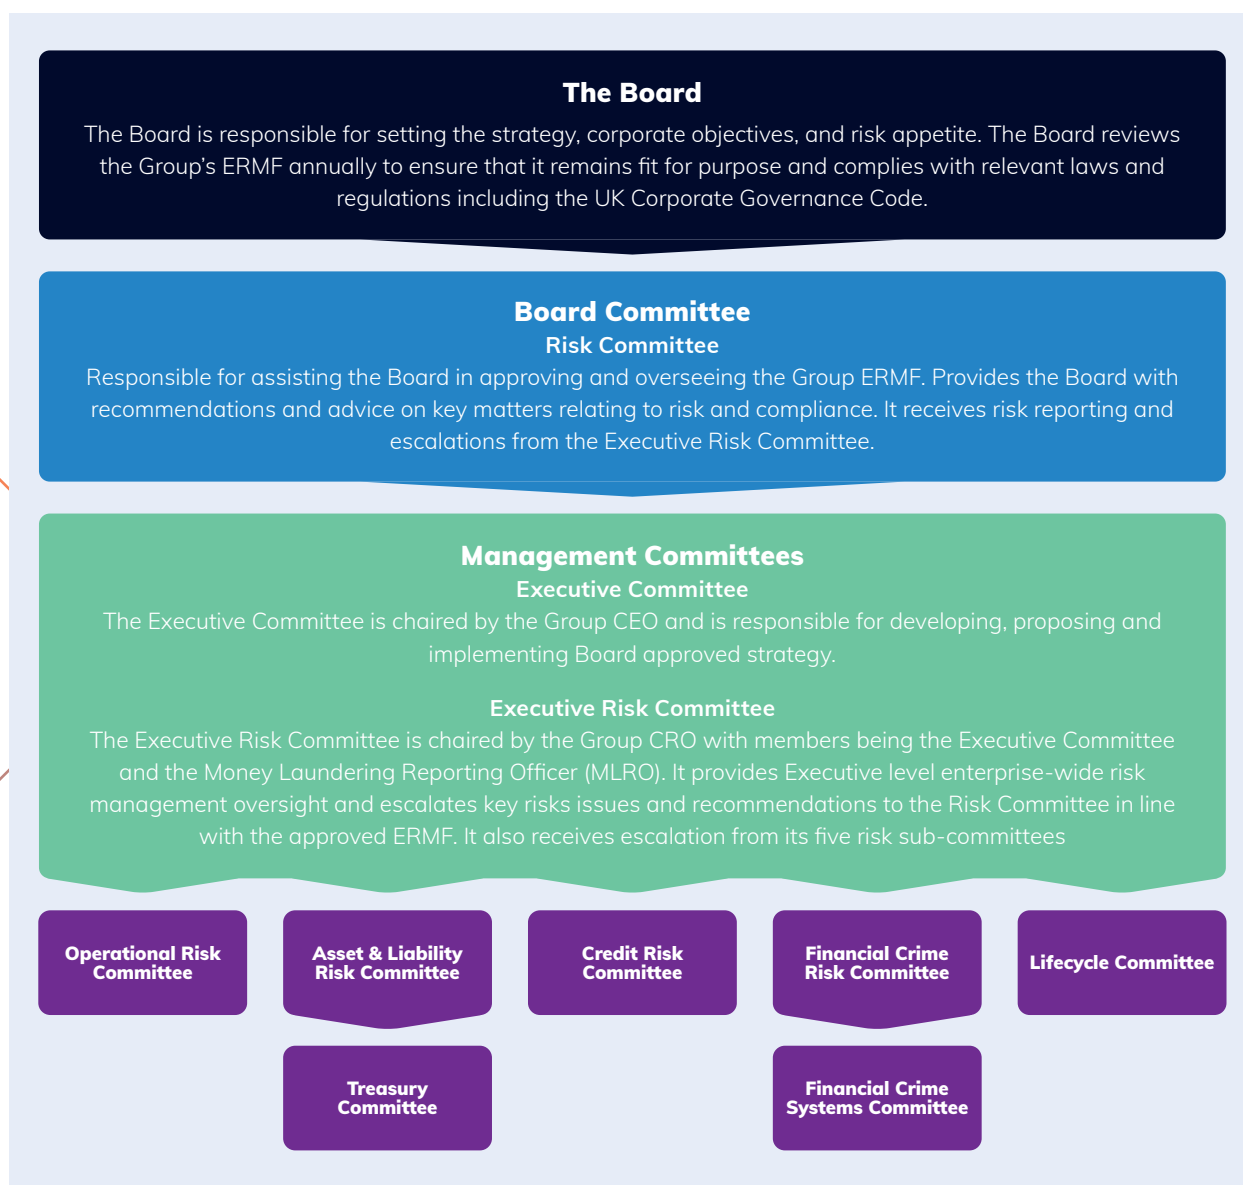 The Board
The Board is responsible for setting the strategy, corporate objectives, and risk appetite. The Board reviews
the Group’s ERMF annually to ensure that it remains fit for purpose and complies with relevant laws and
regulations including the UK Corporate Governance Code.
Board Committee
Risk Committee
Responsible for assisting the Board in approving and overseeing the Group ERMF. Provides the Board with
recommendations and advice on key matters relating to risk and compliance. It receives risk reporting and
escalations from the Executive Risk Committee.
Management Committees
Executive Committee
The Executive Committee is chaired by the Group CEO and is responsible for developing, proposing and
implementing Board approved strategy.
Executive Risk Committee
The Executive Risk Committee is chaired by the Group CRO with members being the Executive Committee
and the Money Laundering Reporting Officer (MLRO). It provides Executive level enterprise-wide risk
management oversight and escalates key risks issues and recommendations to the Risk Committee in line
with the approved ERMF. It also receives escalation from its five risk sub-committees
Operational Risk
Committee
Asset & Liability
Risk Committee
Credit Risk
Committee
Financial Crime
Risk Committee
Lifecycle Committee
Treasury
Committee
Financial Crime
Systems Committee